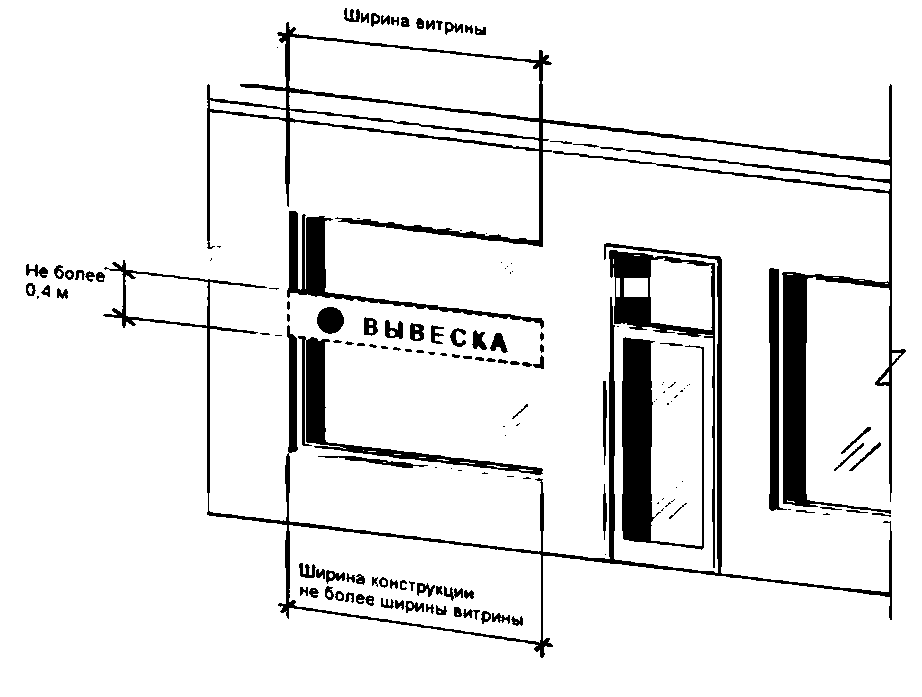 Ширина витрины
Не более
0,4 м
ВЫВЕСКА
Ширина конструкции
не более ширины витрины